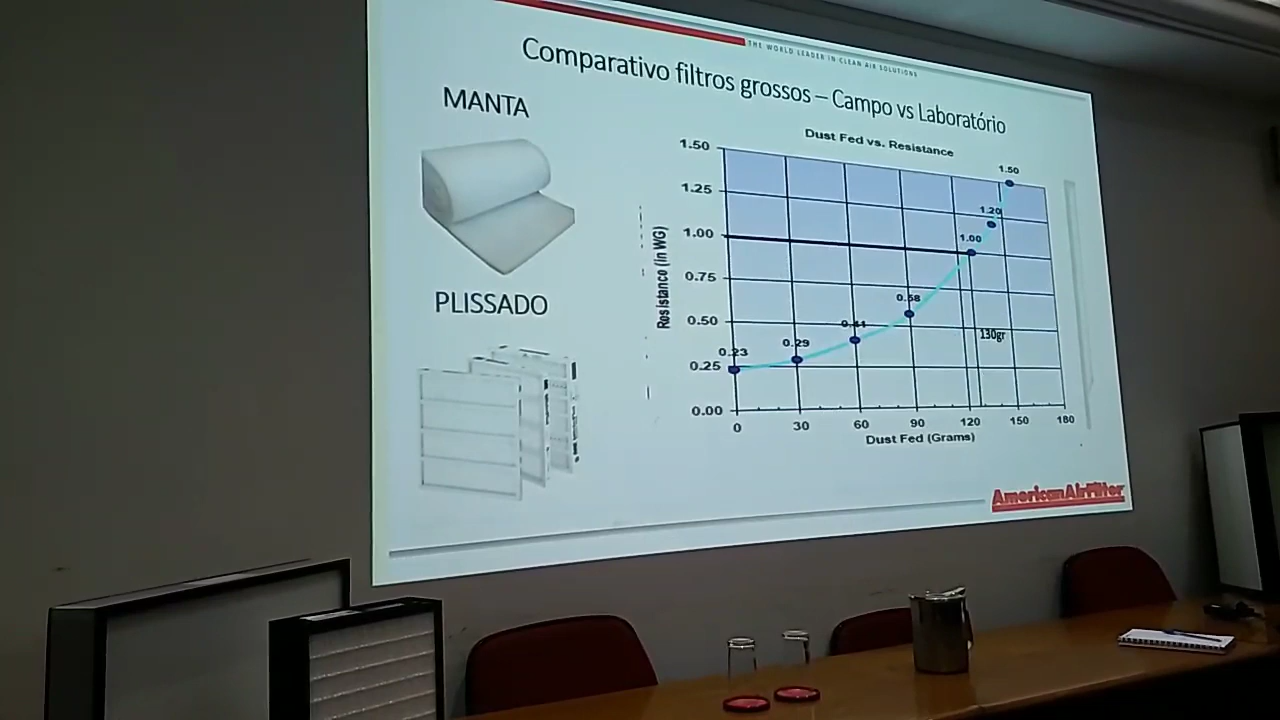 THE WORLD LEADER IN CLEAN AIR SOLUTIONS
Comparativo filtros grossos – Campo vs Laboratório
MANTA
PLISSADO
Dust Fed vs. Resistance
Resistance (in WG)
1.50
1.25
1.00
0.75
0.50
0.25
0.00
0.23
0.29
0.41
0.58
1.00
1.20
1.50
130gr
0 30 60 90 120 150 180
Dust Fed (Grams)
AmericanAirFilter